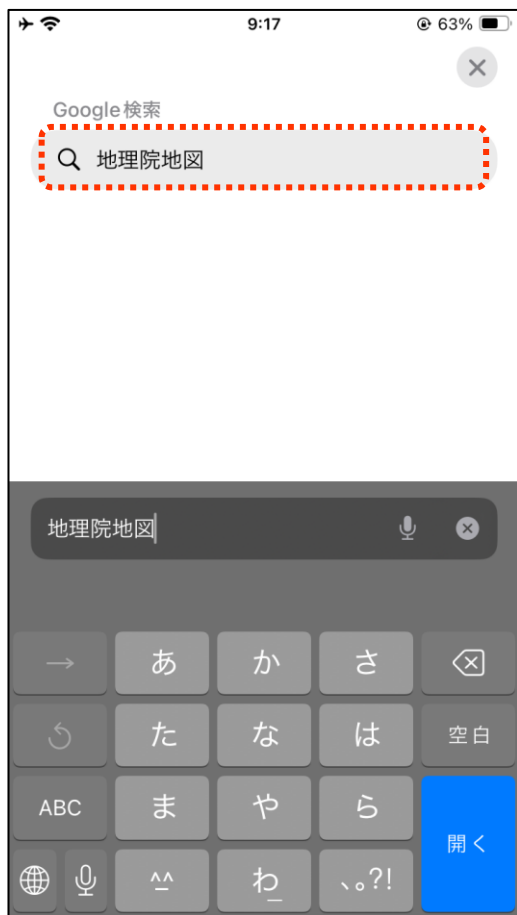 9:17 63%
Google検索
地理院地図
地理院地図
→ あ か さ
た な は 空白
ABC ま や ら
開く
^^ わ 、。?!